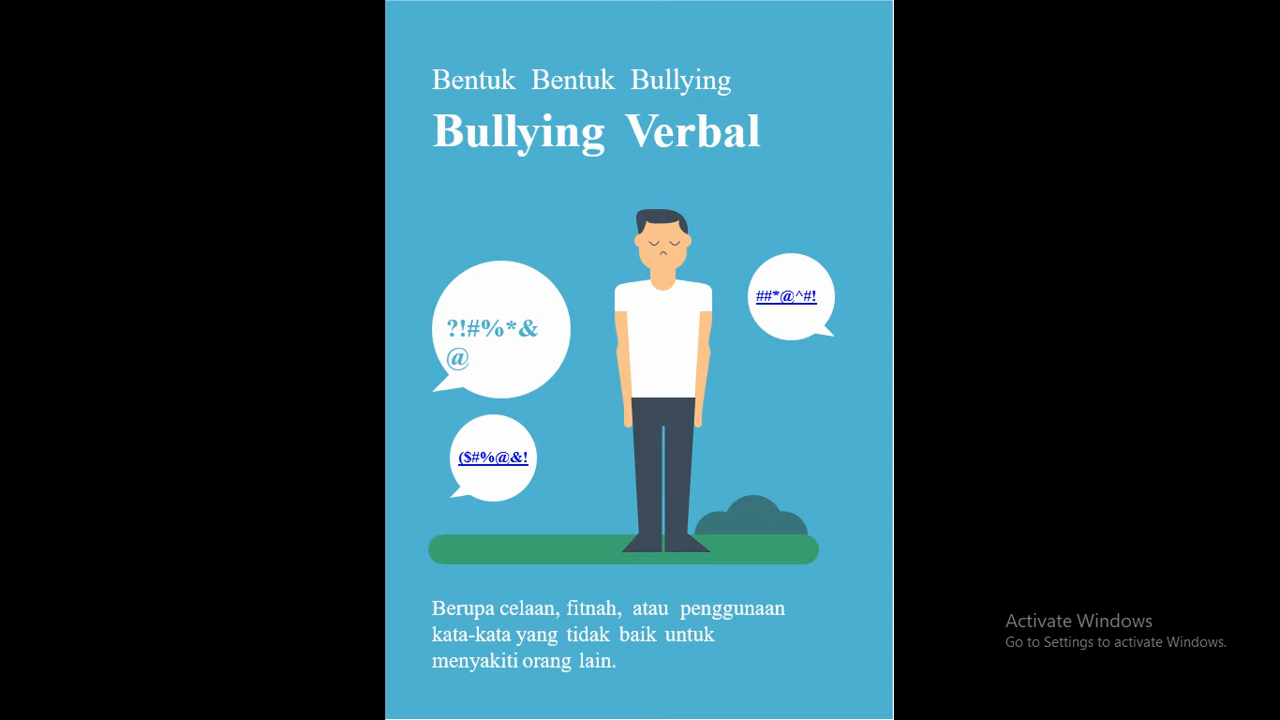 Bentuk Bentuk Bullying
Bullying Verbal
?!#%*&
@
##*@^#!
($#%@&!
Berupa celaan, fitnah, atau penggunaan
kata-kata yang tidak baik untuk
menyakiti orang lain.
Activate Windows
Go to Settings to activate Windows.